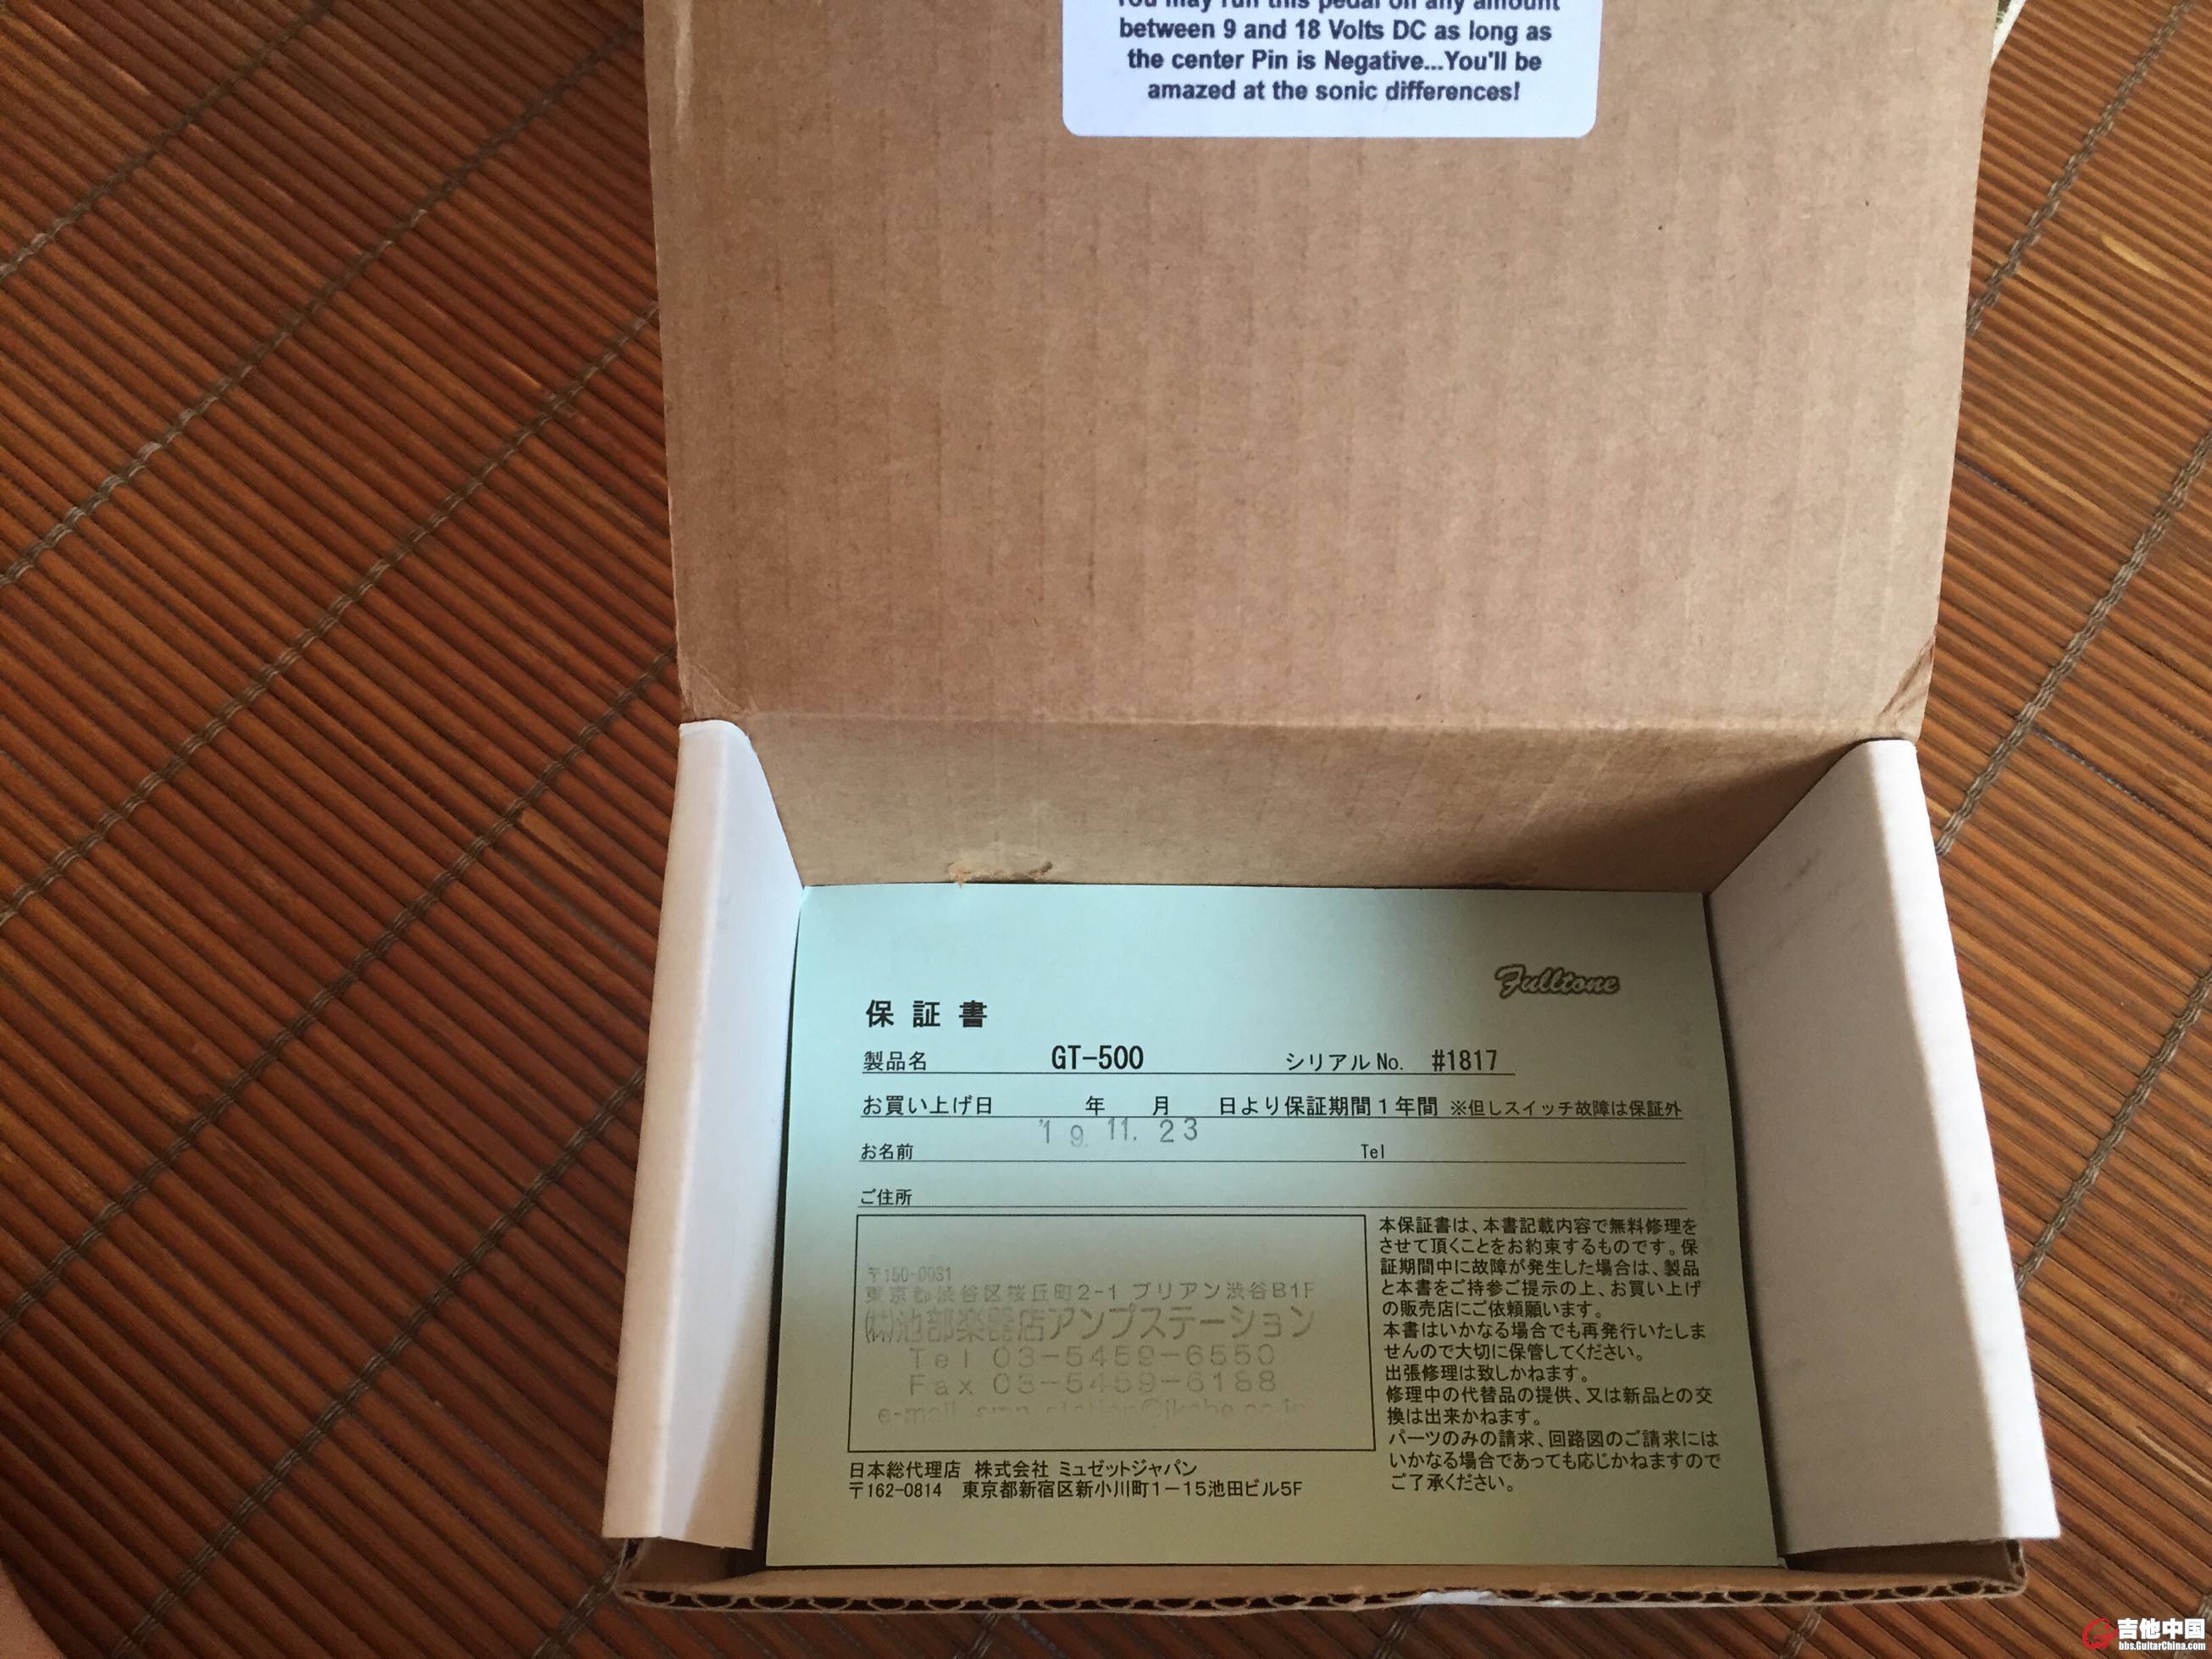 You may run this pedal on any amount
between 9 and 18 Volts DC as long as
the center Pin is Negative...You'll be
amazed at the sonic differences!
Fulltone
保証書
製品名 GT-500 シリアルNo. #1817
お買い上げ日 年 月 日より保証期間１年間 ※但しスイッチ故障は保証外
'19.11.23
お名前 Tel
ご住所
〒150-0031
東京都渋谷区桜丘町2-1 ブリアン渋谷B1F
㈱池部楽器店アンプステーション
Tel 03-5459-6550
Fax 03-5459-6188
e-mail amp_station@ikebe.co.jp
日本総代理店 株式会社 ミュゼットジャパン
〒162-0814 東京都新宿区新小川町１－１５池田ビル５Ｆ
本保証書は、本書記載内容で無料修理を
させて頂くことをお約束するものです。保
証期間中に故障が発生した場合は、製品
と本書をご持参ご提示の上、お買い上げ
の販売店にご依頼願います。
本書はいかなる場合でも再発行いたしま
せんので大切に保管してください。
出張修理は致しかねます。
修理中の代替品の提供、又は新品との交
換は出来かねます。
パーツのみの請求、回路図のご請求には
いかなる場合であっても応じかねますので
ご了承ください。
吉他中国
bbs.GuitarChina.com